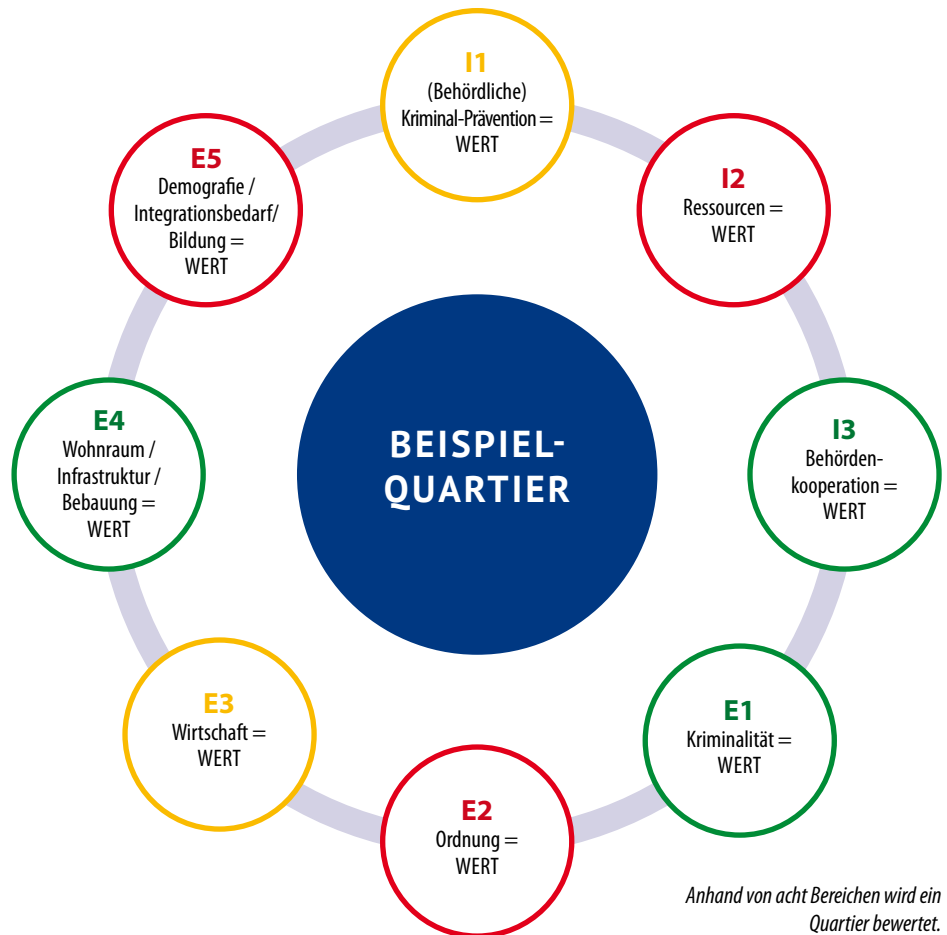 I1
(Behördliche)
Kriminal-Prävention =
WERT
I2
Ressourcen =
WERT
I3
Behörden-
kooperation =
WERT
E1
Kriminalität =
WERT
E2
Ordnung =
WERT
E3
Wirtschaft =
WERT
E4
Wohnraum /
Infrastruktur /
Bebauung =
WERT
E5
Demografie /
Integrationsbedarf/
Bildung =
WERT
BEISPIEL-
QUARTIER
Anhand von acht Bereichen wird ein
Quartier bewertet.